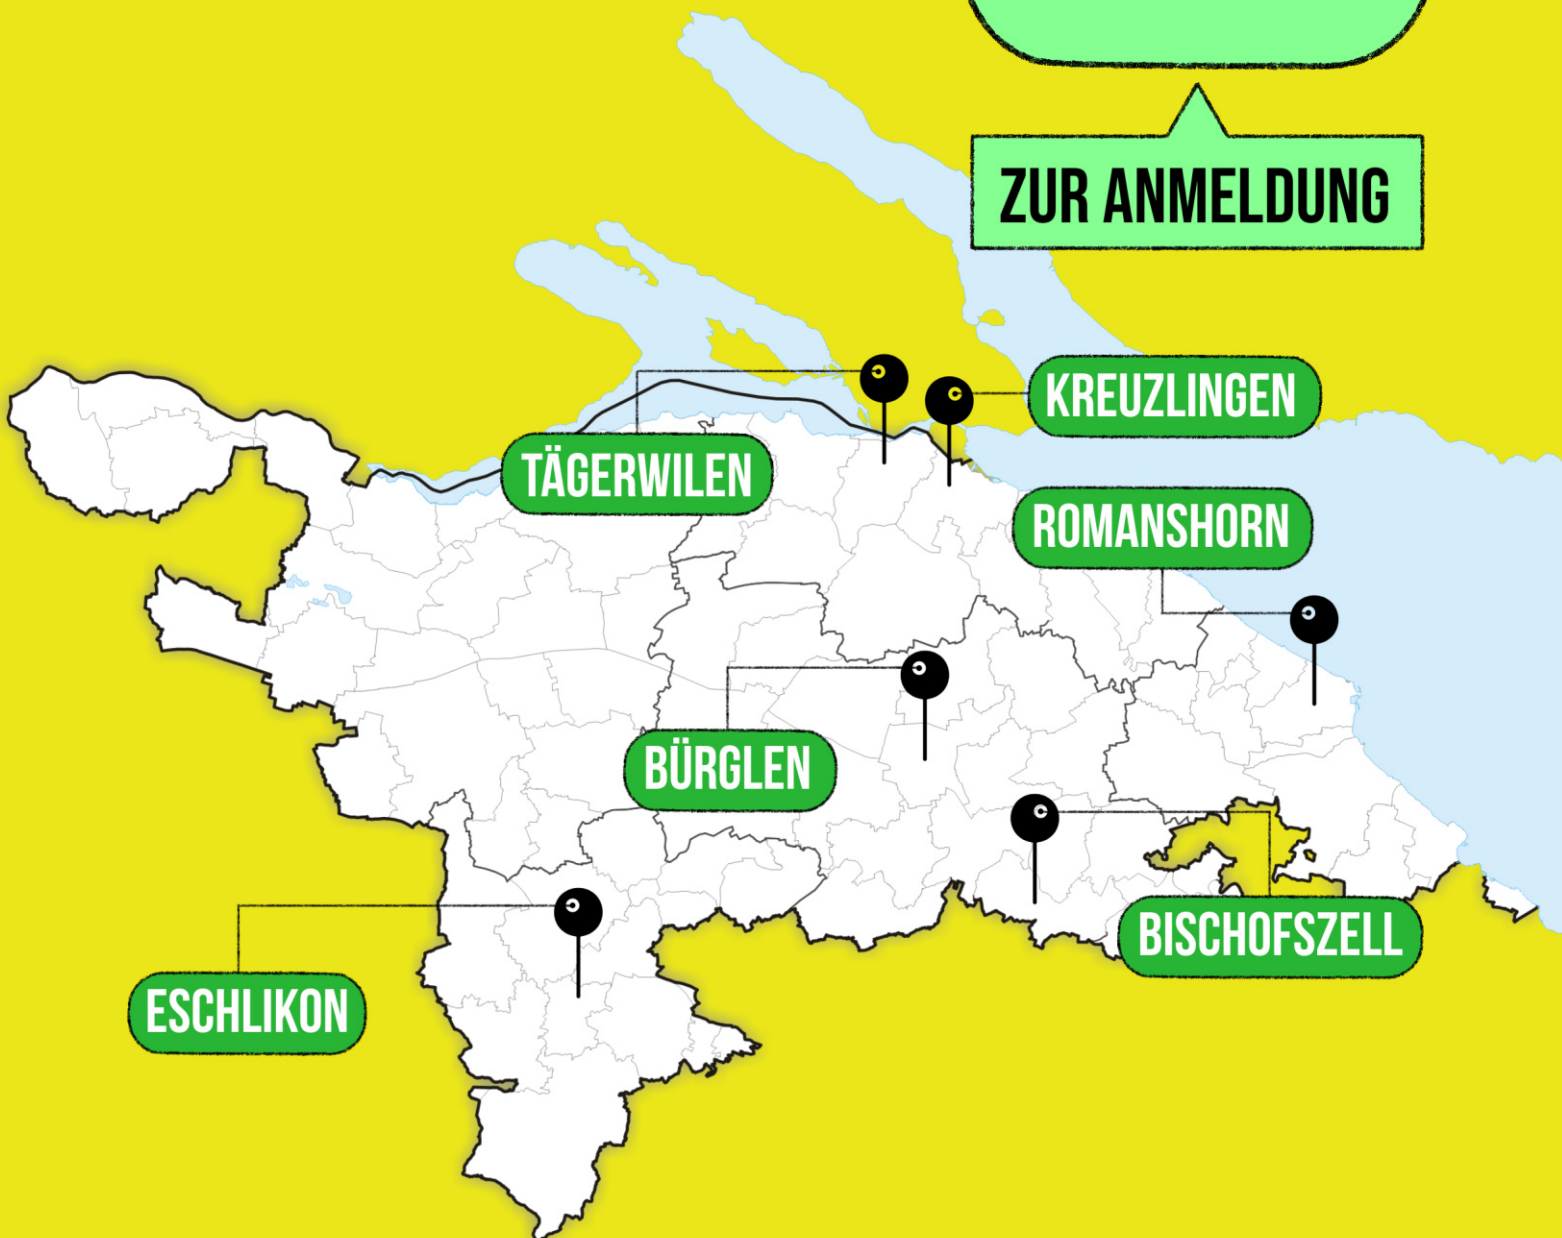 ZUR ANMELDUNG
KREUZLINGEN
TÄGERWILEN
ROMANSHORN
BÜRGLEN
BISCHOFSZELL
ESCHLIKON